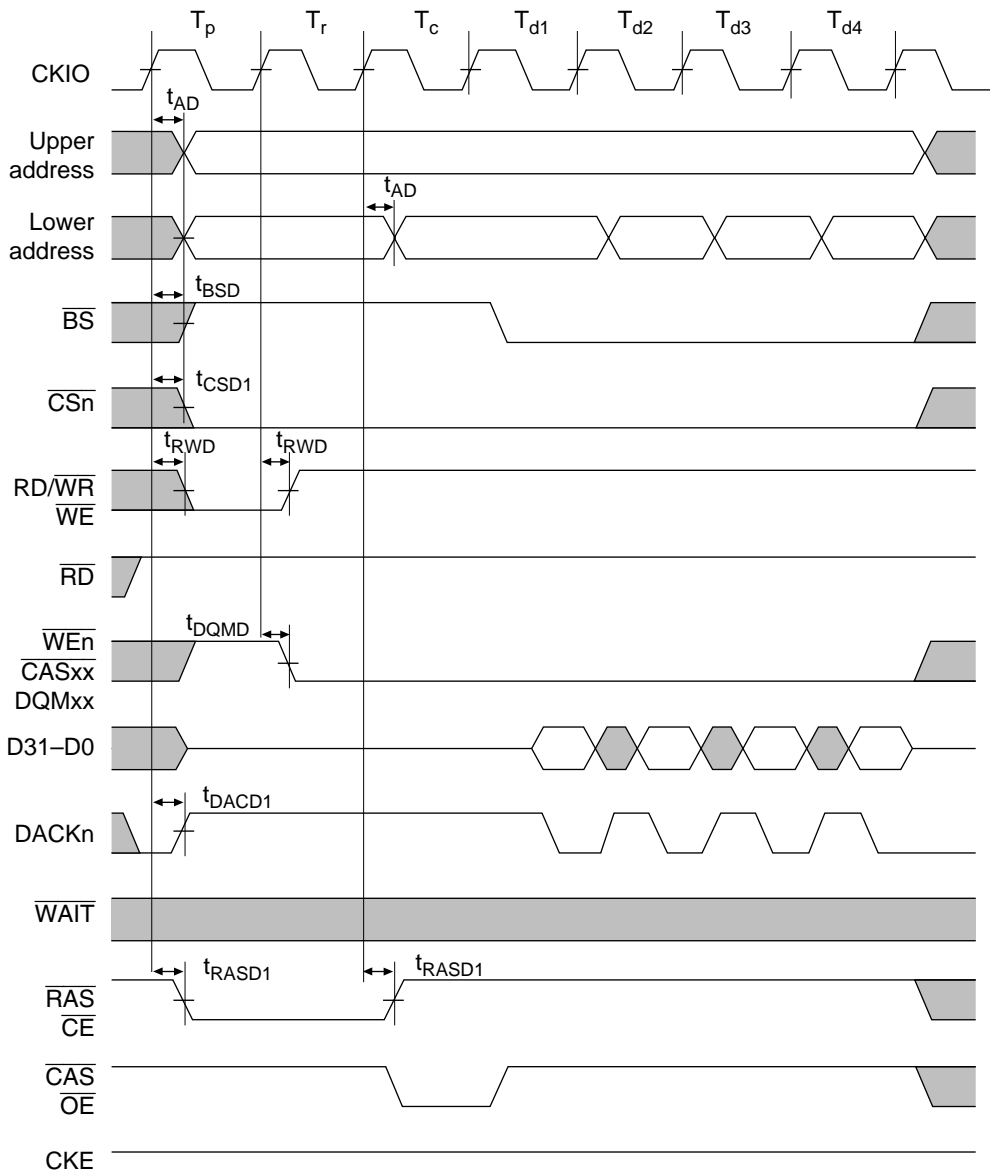 Tp Tr Tc Td1 Td2 Td3 Td4
CKIO
tAD
Upper
address
tAD
Lower
address
tBSD
BS
tCSD1
CSn
tRWD tRWD
RD/WR
WE
RD
tDQMD
WEn
CASxx
DQMxx
D31–D0
tDACD1
DACKn
WAIT
tRASD1 tRASD1
RAS
CE
CAS
OE
CKE